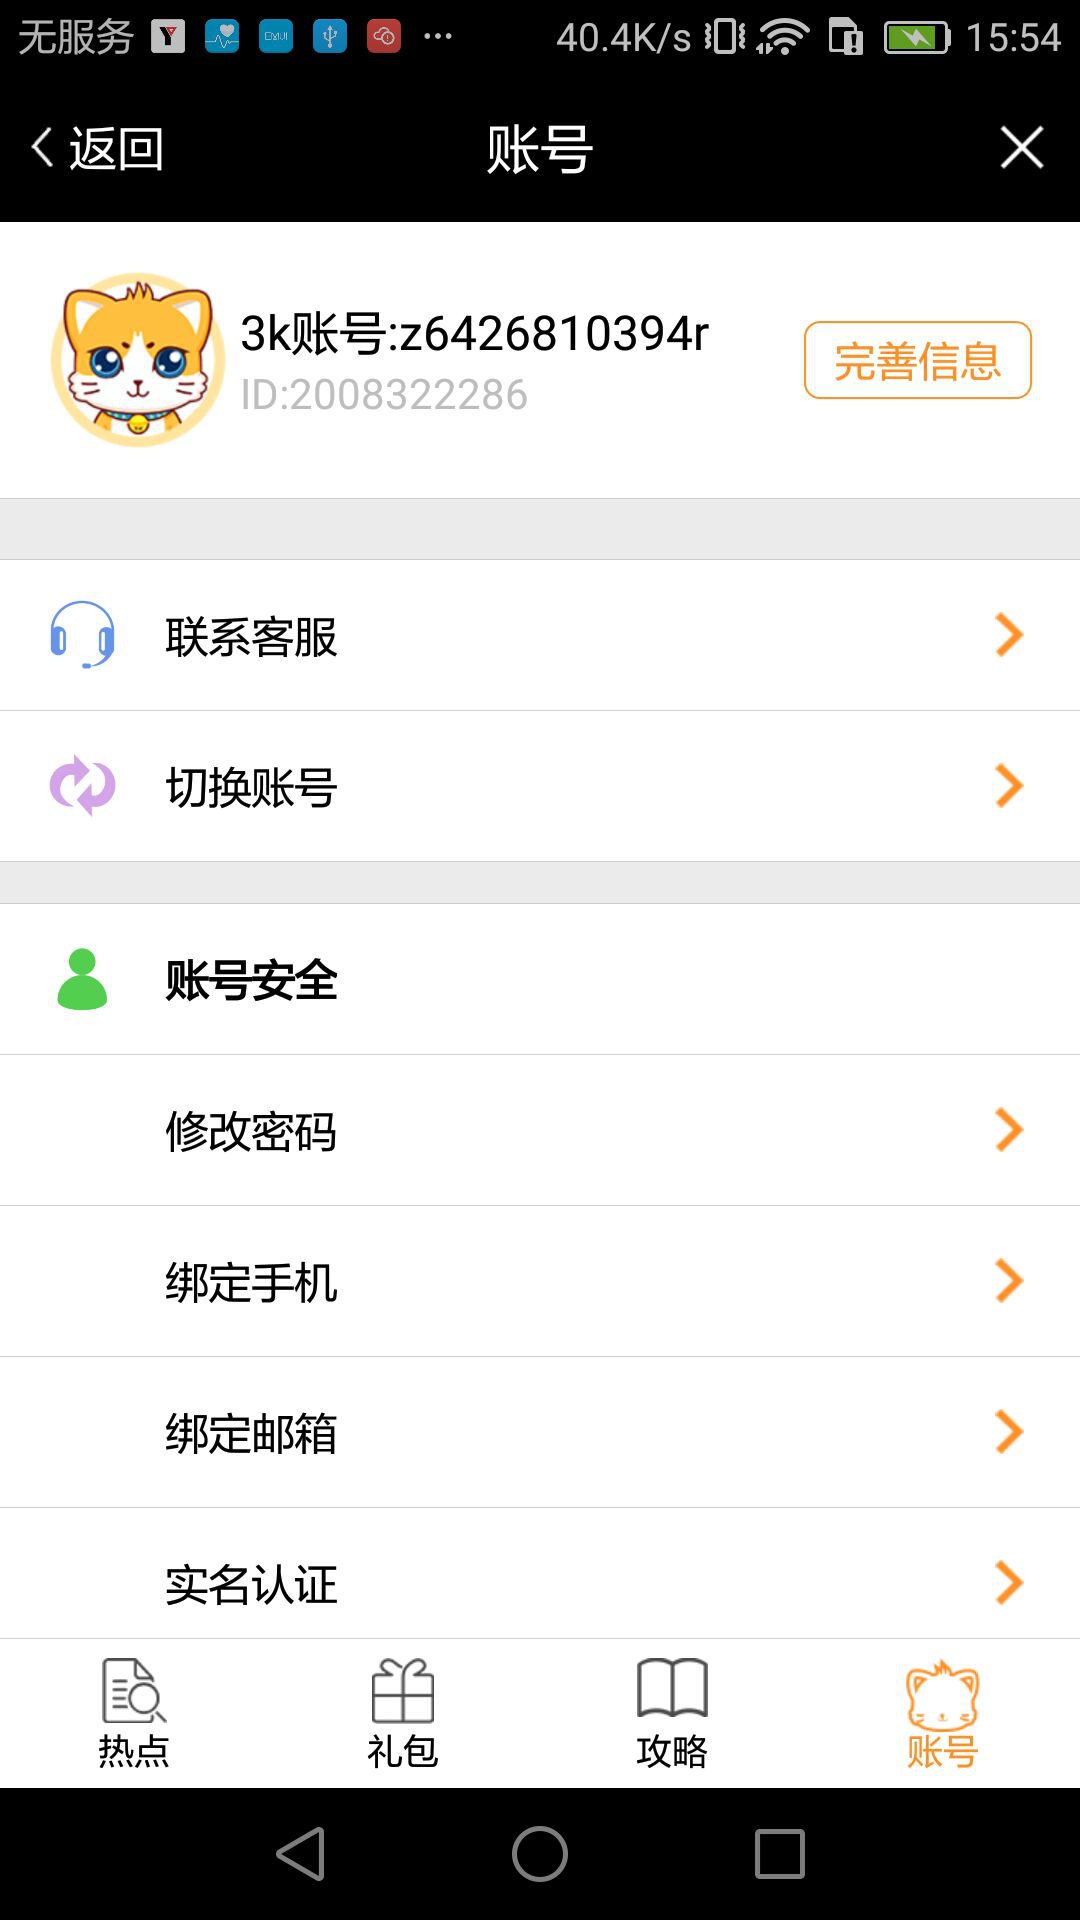 无服务 EMUI 40.4K/s 15:54
返回 账号
3k账号:z6426810394r
ID:2008322286
完善信息
联系客服
切换账号
账号安全
修改密码
绑定手机
绑定邮箱
实名认证
热点 礼包 攻略 账号